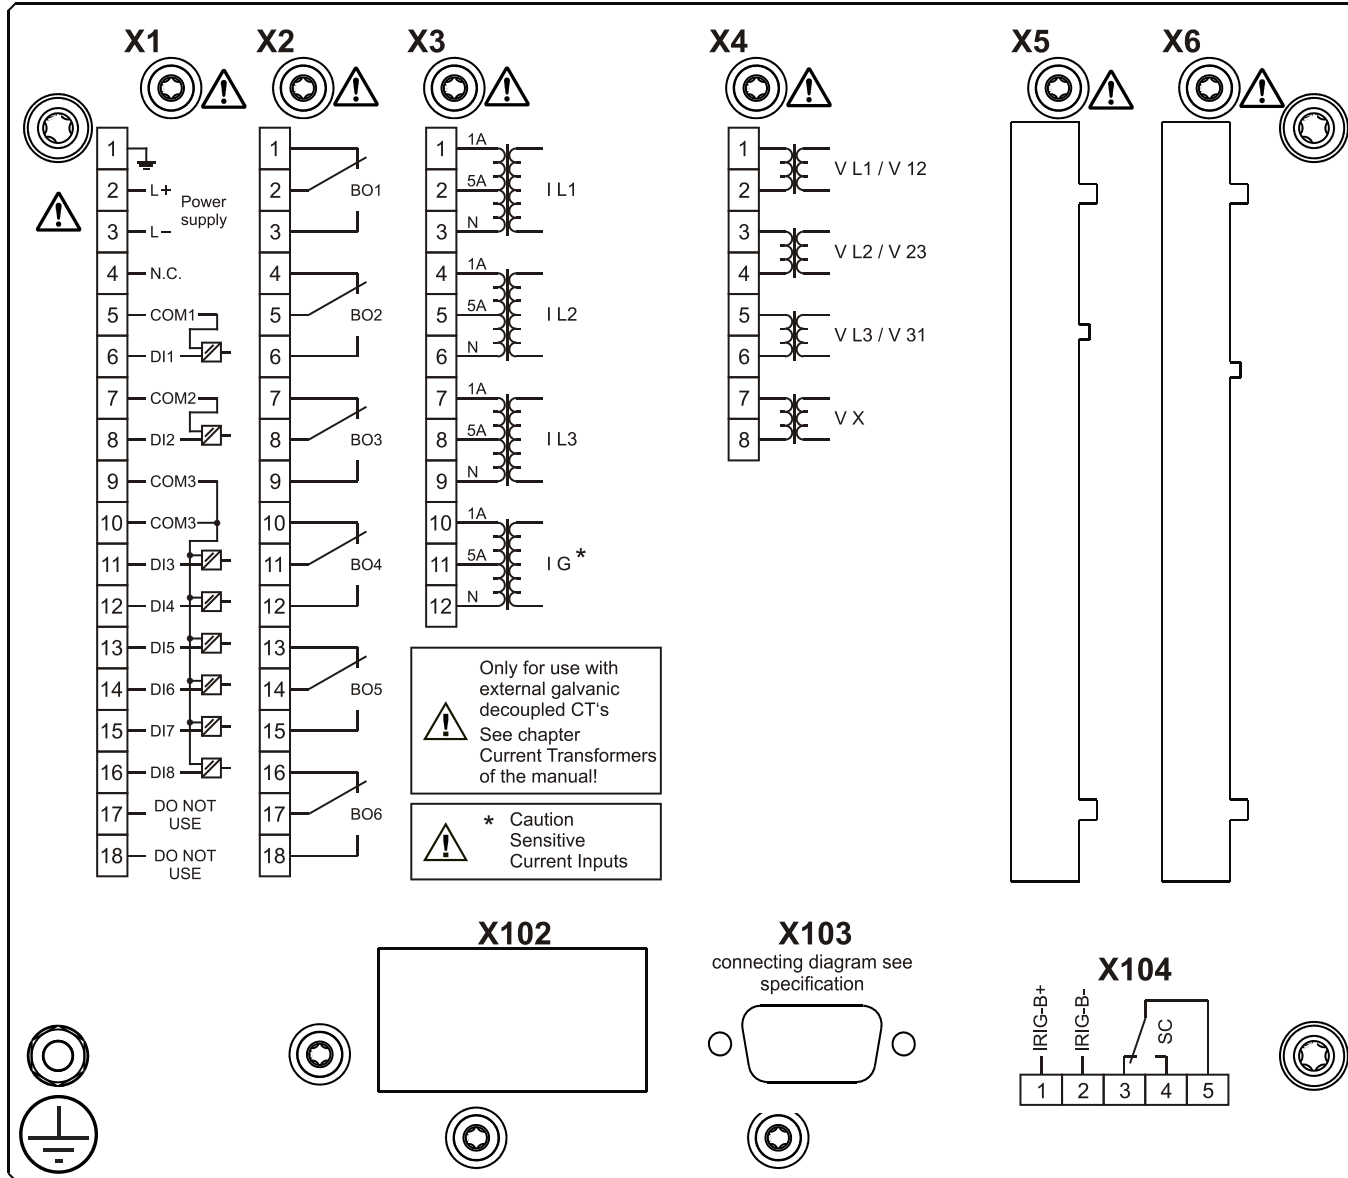 X1
X2
X3
X4
X5
X6
1
2 L+
Power
supply
3 L−
4 N.C.
5 COM1
6 DI1
7 COM2
8 DI2
9 COM3
10 COM3
11 DI3
12 DI4
13 DI5
14 DI6
15 DI7
16 DI8
17 DO NOT
USE
18 DO NOT
USE
1
2 BO1
3
4
5 BO2
6
7
8 BO3
9
10
11 BO4
12
13
14 BO5
15
16
17 BO6
18
1 1A
2 5A I L1
3 N
4 1A
5 5A I L2
6 N
7 1A
8 5A I L3
9 N
10 1A
11 5A I G *
12 N
Only for use with
external galvanic
decoupled CT‘s
See chapter
Current Transformers
of the manual!
* Caution
Sensitive
Current Inputs
1
V L1 / V 12
2
3
V L2 / V 23
4
5
V L3 / V 31
6
7
V X
8
X102
X103
connecting diagram see
specification
X104
IRIG-B+
IRIG-B-
SC
1 2 3 4 5